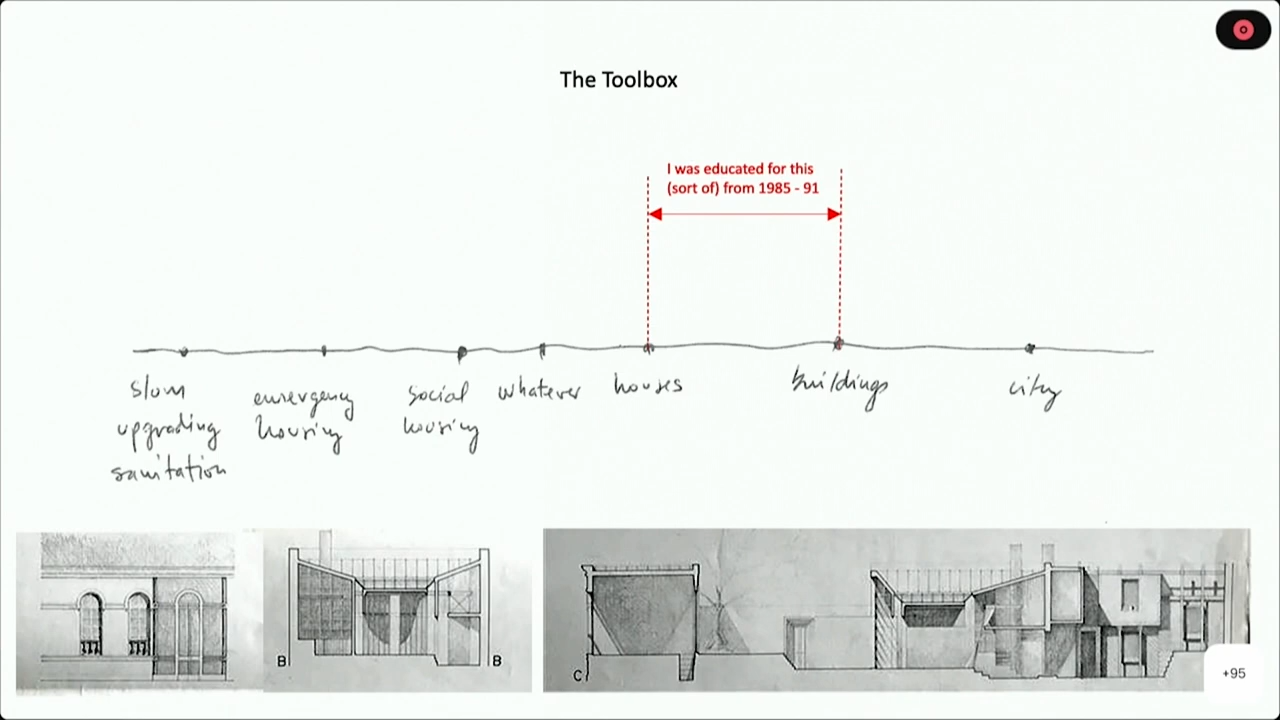 The Toolbox
I was educated for this
(sort of) from 1985 - 91
slum
upgrading
sanitation
emergency
housing
social
housing
whatever
houses
buildings
city
B
B
C
+95